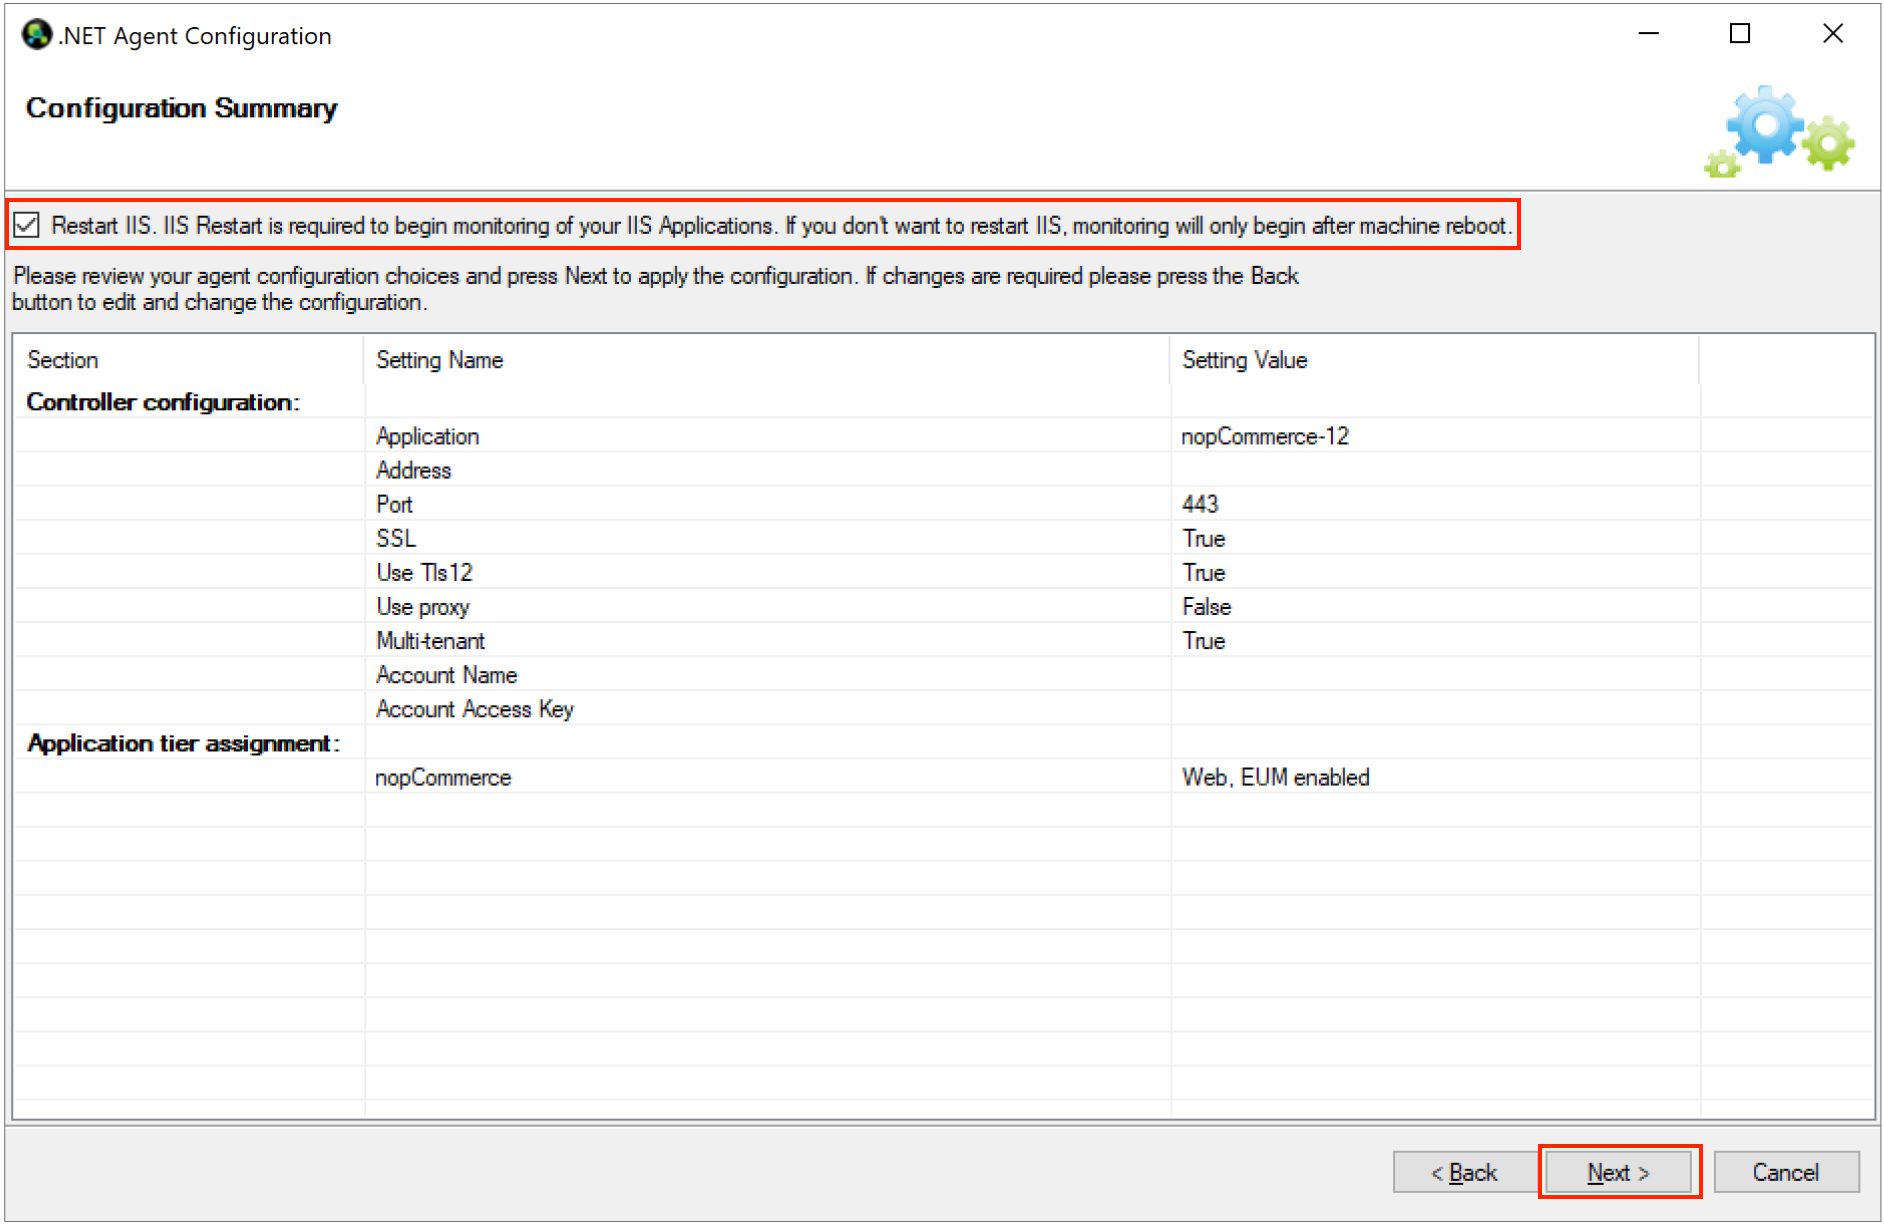 .NET Agent Configuration
Configuration Summary
Restart IIS. IIS Restart is required to begin monitoring of your IIS Applications. If you don't want to restart IIS, monitoring will only begin after machine reboot.
Please review your agent configuration choices and press Next to apply the configuration. If changes are required please press the Back
button to edit and change the configuration.
Section Setting Name Setting Value
Controller configuration:
Application nopCommerce-12
Address
Port 443
SSL True
Use Tls12 True
Use proxy False
Multi-tenant True
Account Name
Account Access Key
Application tier assignment:
nopCommerce Web, EUM enabled
< Back Next > Cancel